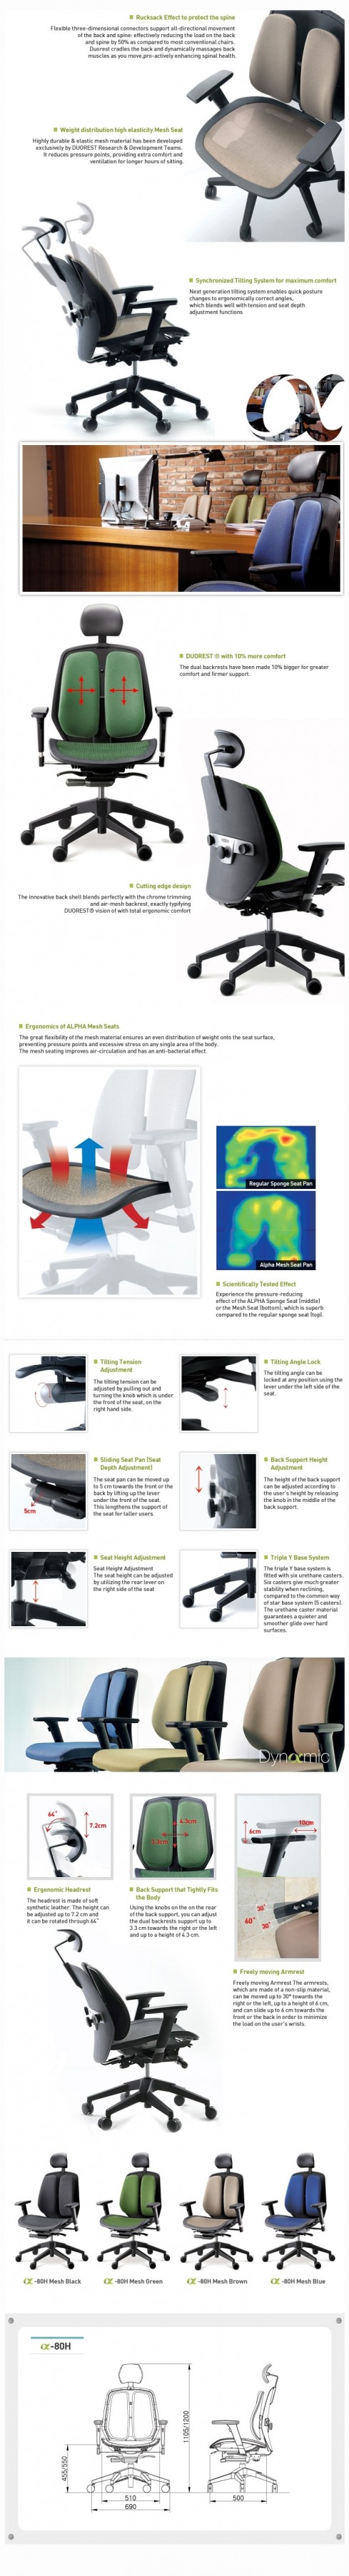 Rucksack Effect to protect the spine
Flexible three-dimensional connectors support all-directional movement
of the back and spine: effectively reducing the load on the back
and spine by 50% as compared to most conventional chairs.
Duorest cradles the back and dynamically massages back
muscles as you move,pro-actively enhancing spinal health.
Weight distribution high elasticity Mesh Seat
Highly durable & elastic mesh material has been developed
exclusively by DUOREST Research & Development Teams.
It reduces pressure points, providing extra comfort and
ventilation for longer hours of sitting.
Synchronized Tilting System for maximum comfort
Next generation tilting system enables quick posture
changes to ergonomically correct angles,
which blends well with tension and seat depth
adjustment functions
DUOREST ® with 10% more comfort
The dual backrests have been made 10% bigger for greater
comfort and firmer support.
Cutting edge design
The innovative back shell blends perfectly with the chrome trimming
and air-mesh backrest, exactly typifying
DUOREST® vision of with total ergonomic comfort
Ergonomics of ALPHA Mesh Seats
The great flexibility of the mesh material ensures an even distribution of weight onto the seat surface,
preventing pressure points and excessive stress on any single area of the body.
The mesh seating improves air-circulation and has an anti-bacterial effect.
Regular Sponge Seat Pan
Alpha Mesh Seat Pan
Scientifically Tested Effect
Experience the pressure-reducing
effect of the ALPHA Sponge Seat (middle)
or the Mesh Seat (bottom), which is superb
compared to the regular sponge seat (top).
Tilting Tension
Adjustment
The tilting tension can be
adjusted by pulling out and
turning the knob which is under
the front of the seat, on the
right hand side.
Tilting Angle Lock
The tilting angle can be
locked at any position using the
lever under the left side of the
seat.
5cm
Sliding Seat Pan (Seat
Depth Adjustment)
The seat pan can be moved up
to 5 cm towards the front or the
back by lifting up the lever
under the front of the seat.
This lengthens the support of
the seat for taller users.
Back Support Height
Adjustment
The height of the back support
can be adjusted according to
the user's height by releasing
the knob in the middle of the
back support.
Seat Height Adjustment
Seat Height Adjustment
The seat height can be adjusted
by utilizing the rear lever on
the right side of the seat
Triple Y Base System
The triple Y base system is
fitted with six urethane casters.
Six casters give much greater
stability when reclining,
compared to the common way
of star base system (5 casters).
The urethane caster material
guarantees a quieter and
smoother glide over hard
surfaces.
Dynαmic
64°
7.2cm
4.3cm
3.3cm
6cm
10cm
30°
60°
30°
Ergonomic Headrest
The headrest is made of soft
synthetic leather. The height can
be adjusted up to 7.2 cm and
it can be rotated through 64°
Back Support that Tightly Fits
the Body
Using the knobs on the on the rear
of the back support, you can adjust
the dual backrests support up to
3.3 cm towards the right or the left
and up to a height of 4.3 cm.
Freely moving Armrest
Freely moving Armrest The armrests,
which are made of a non-slip material,
can be moved up to 30° towards the
right or the left, up to a height of 6 cm,
and can slide up to 6 cm towards the
front or the back in order to minimize
the load on the user's wrists.
α-80H Mesh Black
α-80H Mesh Green
α-80H Mesh Brown
α-80H Mesh Blue
α-80H
455/550
1105/1200
510
690
500